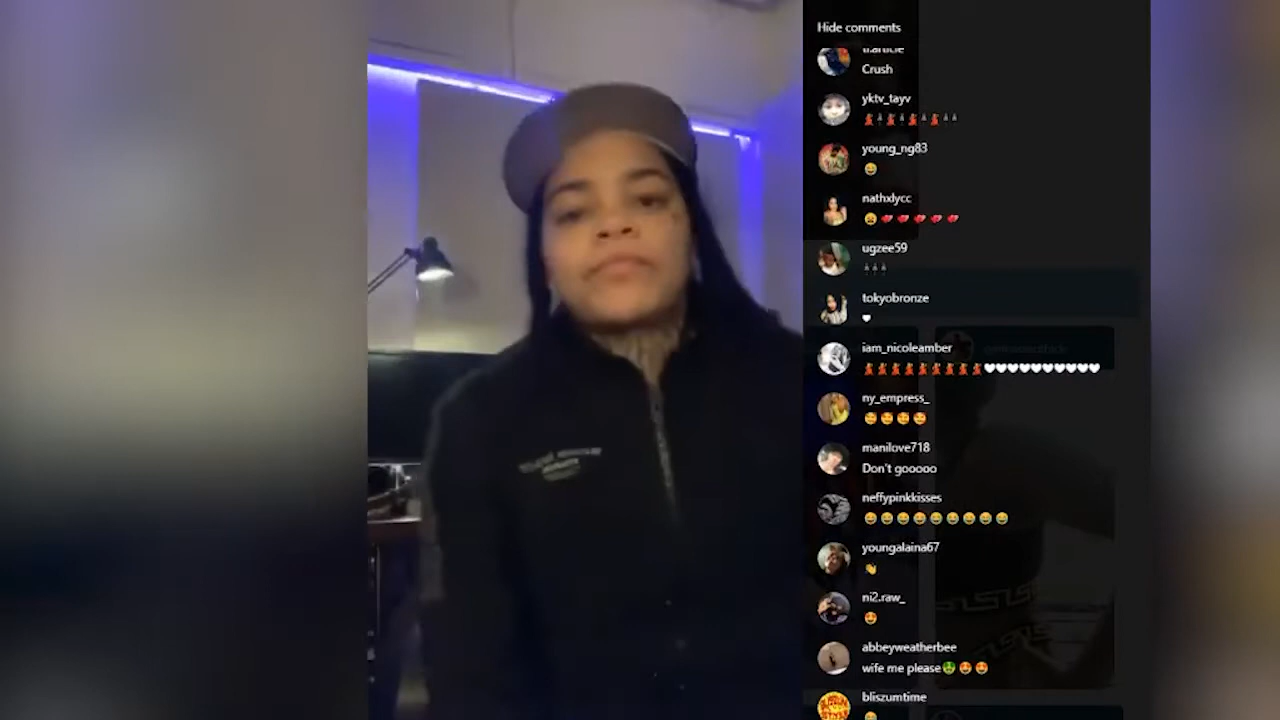 Hide comments
Crush
yktv_tayv
young_ng83
nathxlycc
ugzee59
tokyobronze
iam_nicoleamber
ny_empress_
manilove718
Don't gooooo
neffypinkkisses
youngalaina67
ni2.raw_
abbeyweatherbee
wife me please
bliszumtime